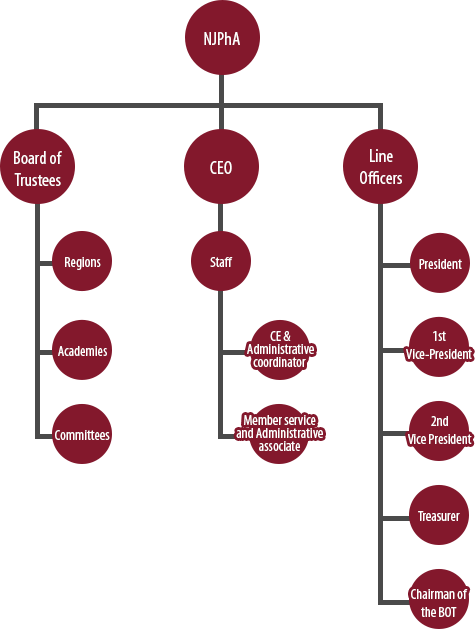 NJPhA
Board of
Trustees
CEO
Line
Officers
Regions
Academies
Committees
Staff
CE &
Administrative
coordinator
Member service
and Administrative
associate
President
1st
Vice-President
2nd
Vice President
Treasurer
Chairman of
the BOT